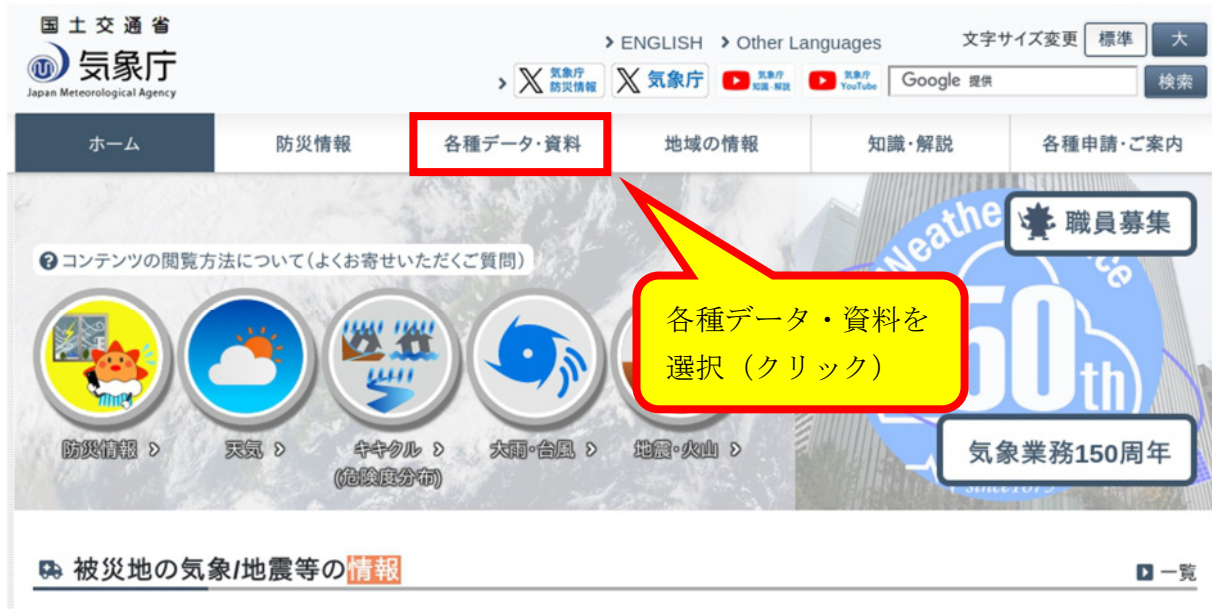 国土交通省
気象庁
Japan Meteorological Agency
ENGLISH Other Languages 文字サイズ変更 標準 大
気象庁 防災情報 気象庁 気象庁 知識・解説 気象庁 YouTube Google 提供 検索
ホーム 防災情報 各種データ・資料 地域の情報 知識・解説 各種申請・ご案内
職員募集
コンテンツの閲覧方法について(よくお寄せいただくご質問)
各種データ・資料を
選択（クリック）
Weathe
ce
50th
防災情報 天気 キキクル 大雨・台風 地震・火山
(危険度分布)
気象業務150周年
since1875
被災地の気象/地震等の情報 一覧